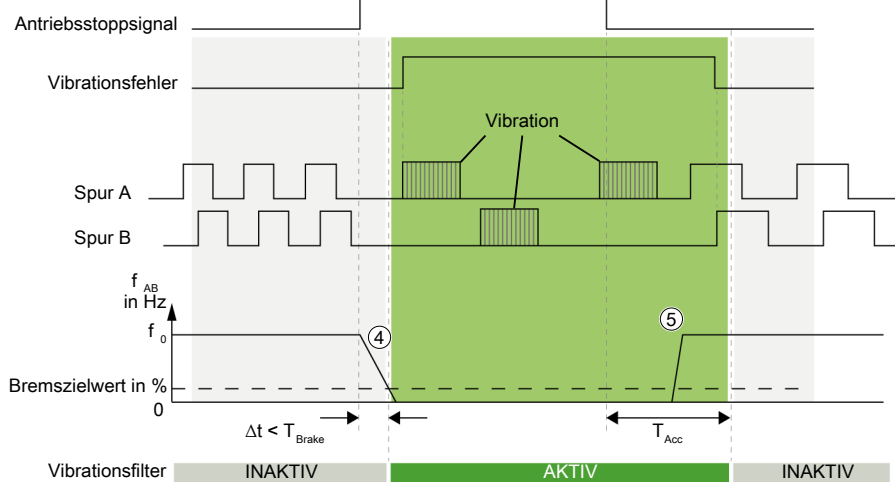 Antriebsstoppsignal
Vibrationsfehler
Vibration
Spur A
Spur B
f AB
in Hz
f 0
④
⑤
Bremszielwert in %
0
Δt < T Brake
T Acc
Vibrationsfilter
INAKTIV
AKTIV
INAKTIV